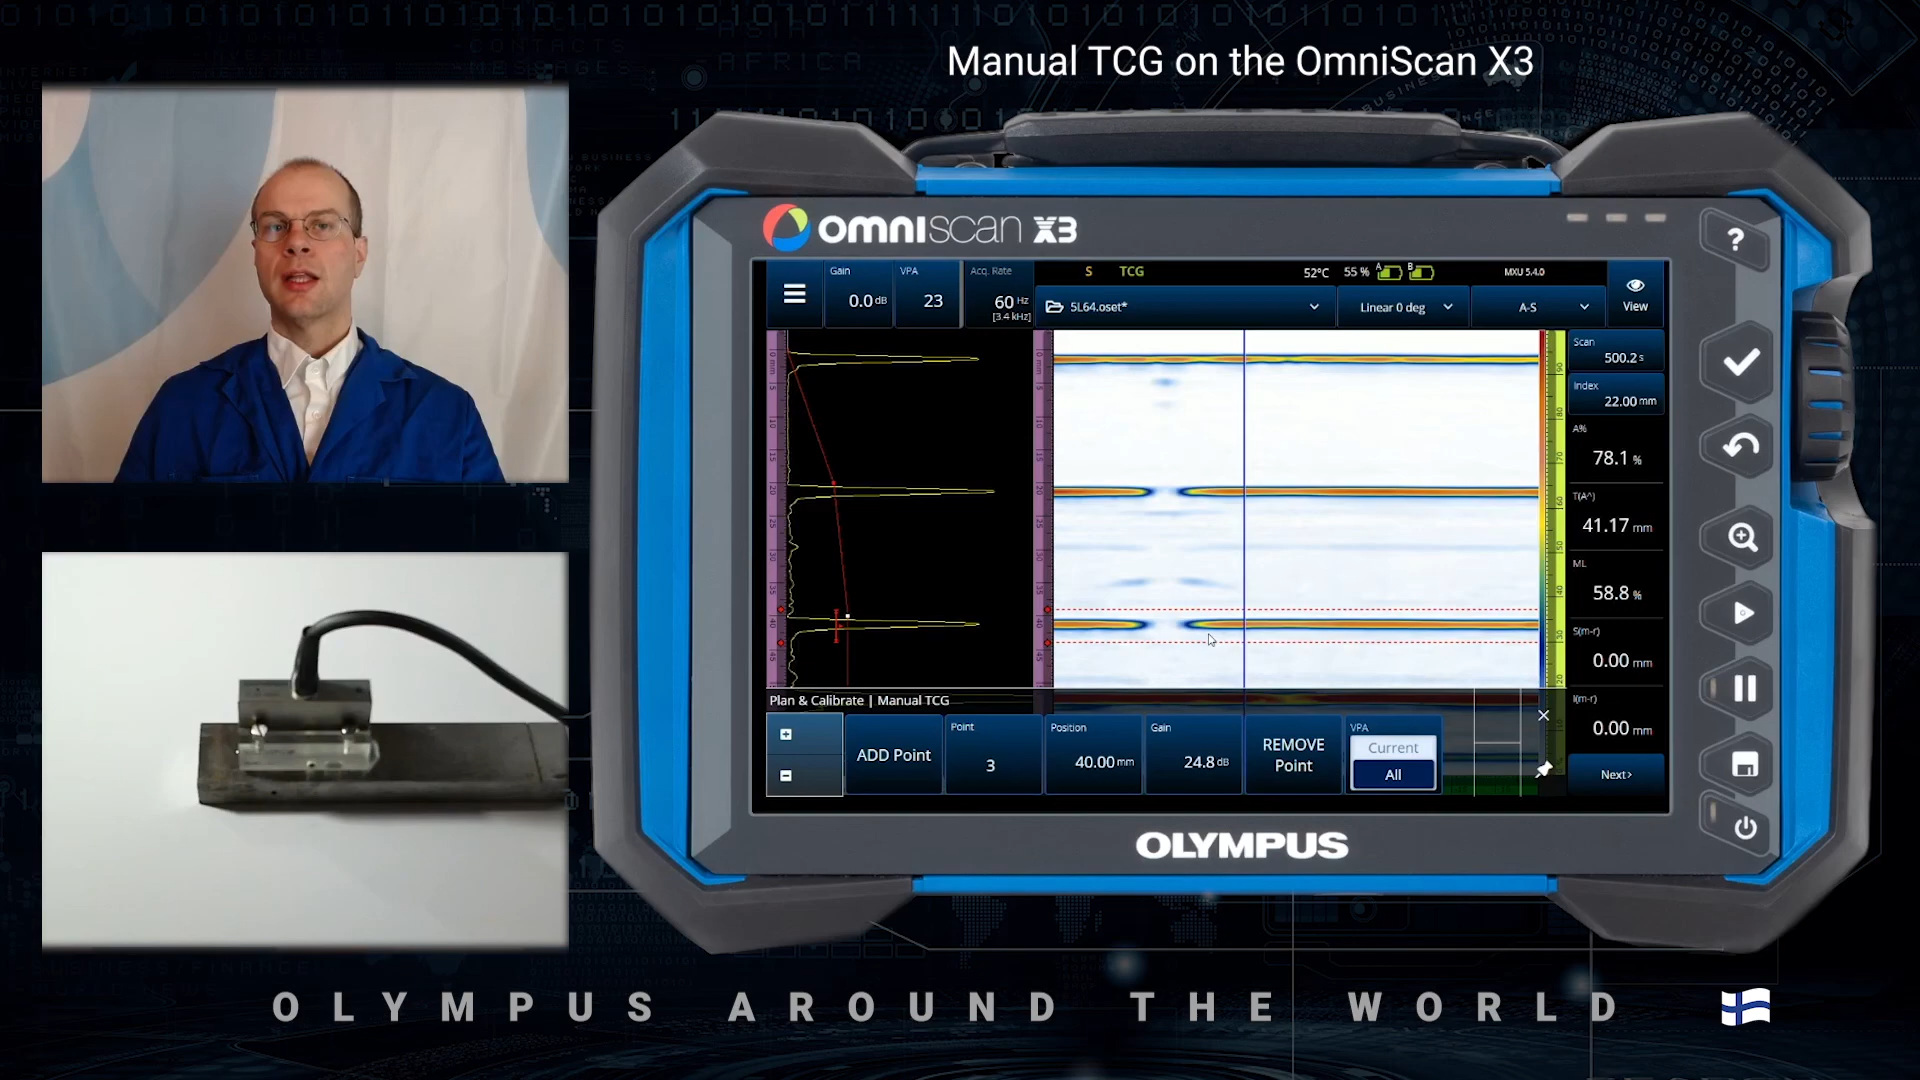 Manual TCG on the OmniScan X3
OmniScan X3
?
Gain
0.0 dB
VPA
23
Acq. Rate
60 Hz
[3.4 kHz]
S TCG
52°C 55 % A B
MXU 5.4.0
5L64.oset*
Linear 0 deg
A-S
View
Scan
500.2 s
Index
22.00 mm
A%
78.1 %
T(A^)
41.17 mm
ML
58.8 %
S(m-r)
0.00 mm
I(m-r)
0.00 mm
Next>
Plan & Calibrate | Manual TCG
ADD Point
Point
3
Position
40.00 mm
Gain
24.8 dB
REMOVE
Point
VPA
Current
All
OLYMPUS
OLYMPUS AROUND THE WORLD